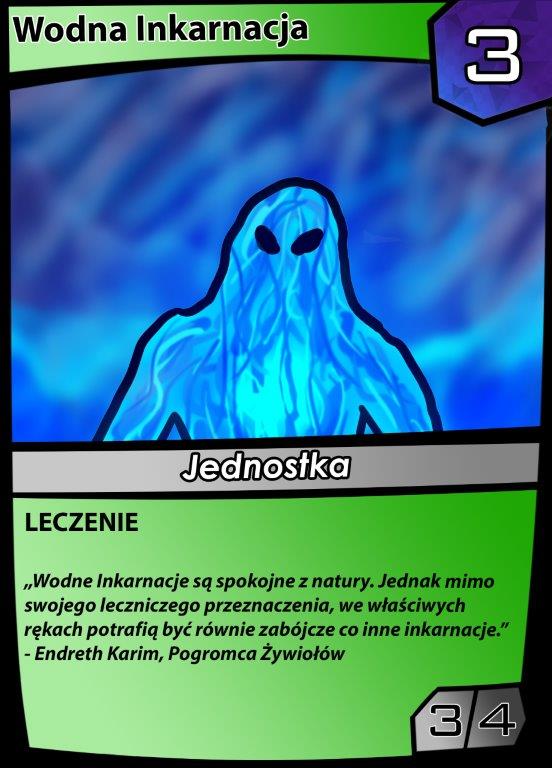 Wodna Inkarnacja
3
Jednostka
LECZENIE
„Wodne Inkarnacje są spokojne z natury. Jednak mimo
swojego leczniczego przeznaczenia, we właściwych
rękach potrafią być równie zabójcze co inne inkarnacje.”
- Endreth Karim, Pogromca Żywiołów
3/4